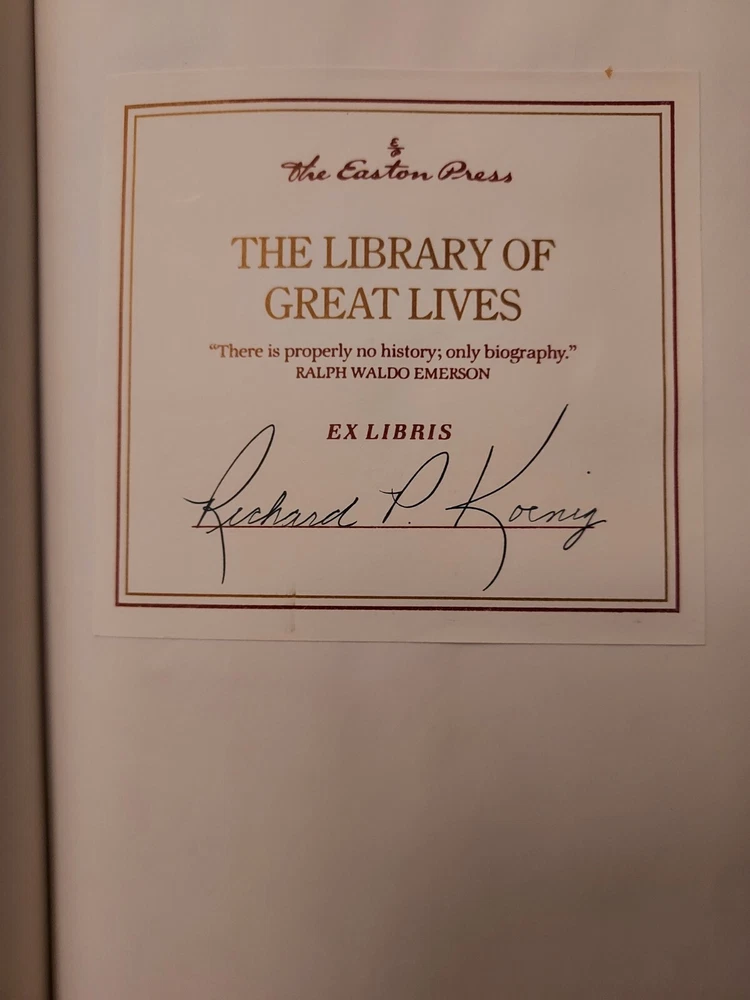 The Easton Press
THE LIBRARY OF
GREAT LIVES
“There is properly no history; only biography.”
RALPH WALDO EMERSON
EX LIBRIS
Richard P. Koenig